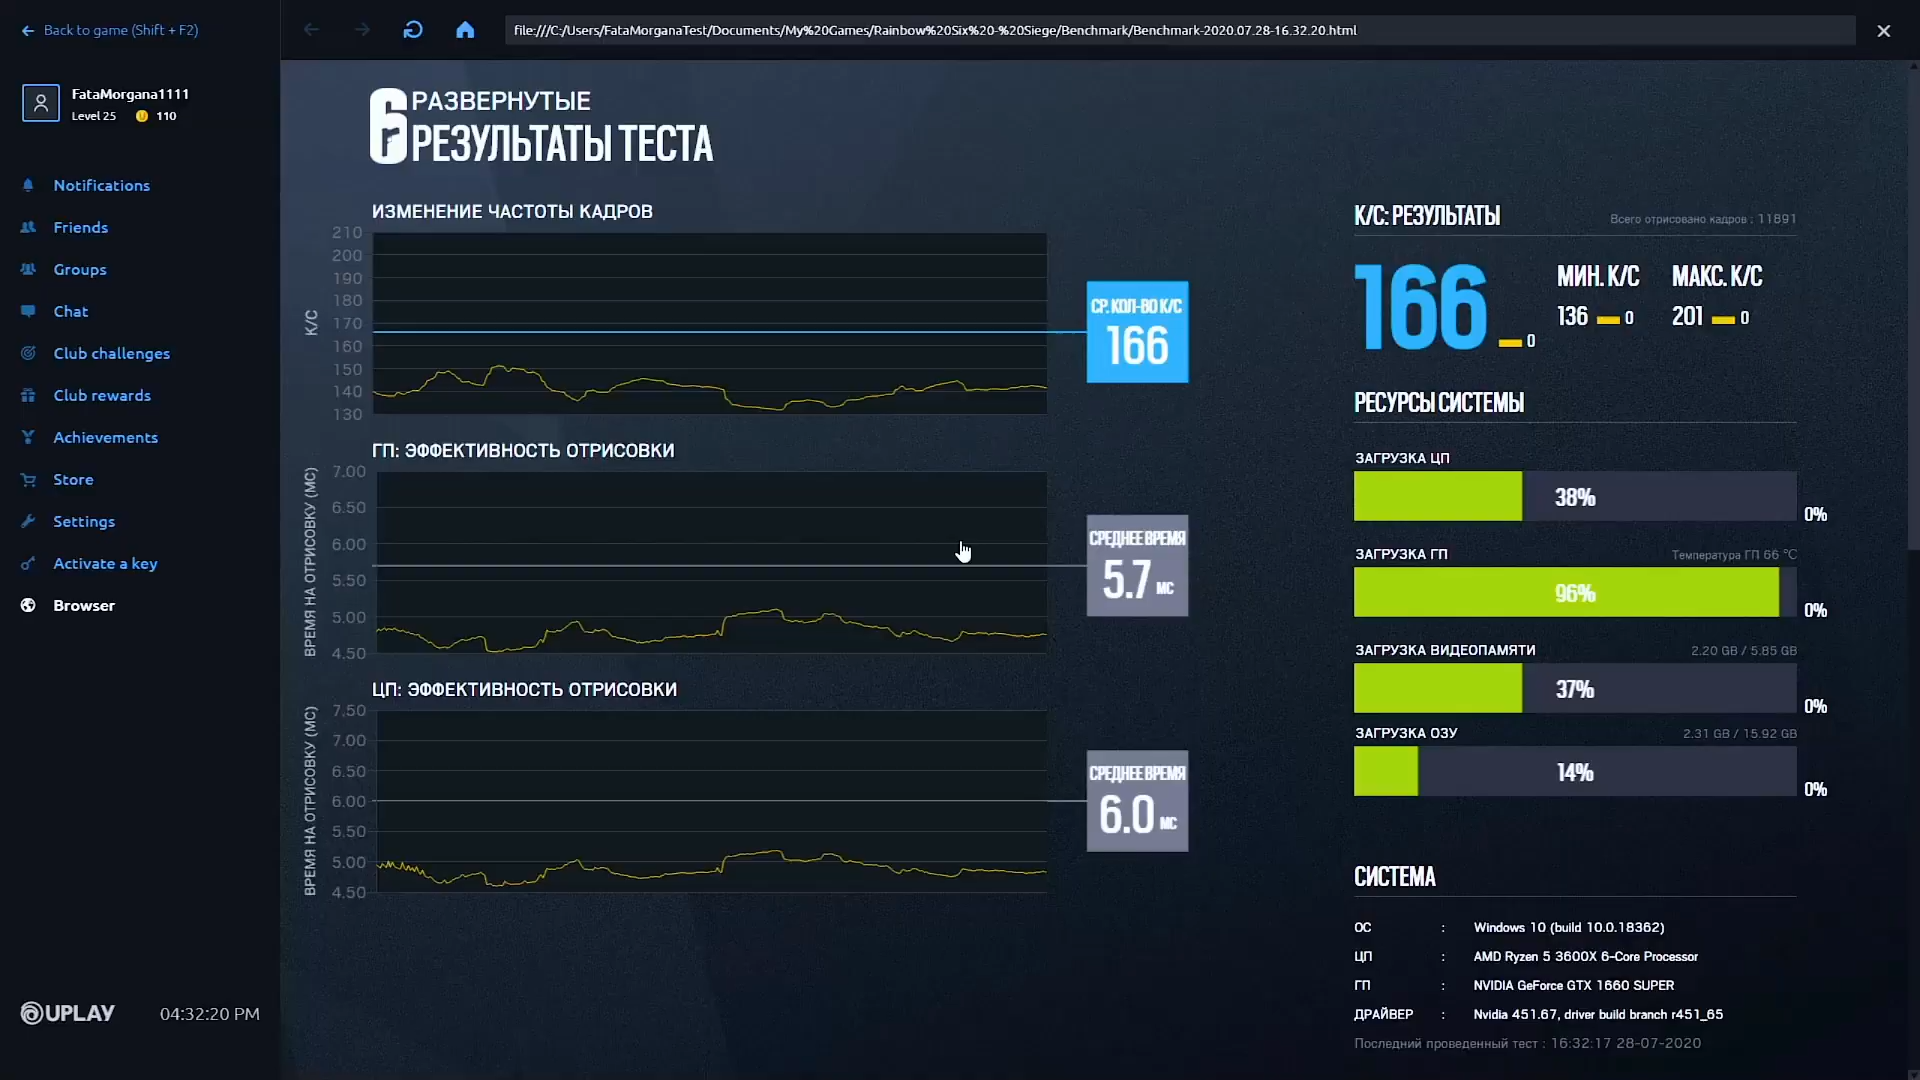 Back to game (Shift + F2)
file:///C:/Users/FataMorganaTest/Documents/My%20Games/Rainbow%20Six%20-%20Siege/Benchmark/Benchmark-2020.07.28-16.32.20.html
FataMorgana1111
Level 25 110
Notifications
Friends
Groups
Chat
Club challenges
Club rewards
Achievements
Store
Settings
Activate a key
Browser
UPLAY 04:32:20 PM
6 РАЗВЕРНУТЫЕ
РЕЗУЛЬТАТЫ ТЕСТА
ИЗМЕНЕНИЕ ЧАСТОТЫ КАДРОВ
К/С
210
200
190
180
170
160
150
140
130
СР. КОЛ-ВО К/С
166
ГП: ЭФФЕКТИВНОСТЬ ОТРИСОВКИ
ВРЕМЯ НА ОТРИСОВКУ (МС)
7.00
6.50
6.00
5.50
5.00
4.50
СРЕДНЕЕ ВРЕМЯ
5.7 МС
ЦП: ЭФФЕКТИВНОСТЬ ОТРИСОВКИ
ВРЕМЯ НА ОТРИСОВКУ (МС)
7.50
7.00
6.50
6.00
5.50
5.00
4.50
СРЕДНЕЕ ВРЕМЯ
6.0 МС
К/С: РЕЗУЛЬТАТЫ Всего отрисовано кадров : 11891
166 0
МИН. К/С МАКС. К/С
136 0 201 0
РЕСУРСЫ СИСТЕМЫ
ЗАГРУЗКА ЦП
38% 0%
ЗАГРУЗКА ГП Температура ГП 66 °C
96% 0%
ЗАГРУЗКА ВИДЕОПАМЯТИ 2.20 GB / 5.85 GB
37% 0%
ЗАГРУЗКА ОЗУ 2.31 GB / 15.92 GB
14% 0%
СИСТЕМА
ОС : Windows 10 (build 10.0.18362)
ЦП : AMD Ryzen 5 3600X 6-Core Processor
ГП : NVIDIA GeForce GTX 1660 SUPER
ДРАЙВЕР : Nvidia 451.67, driver build branch r451_65
Последний проведенный тест : 16:32:17 28-07-2020